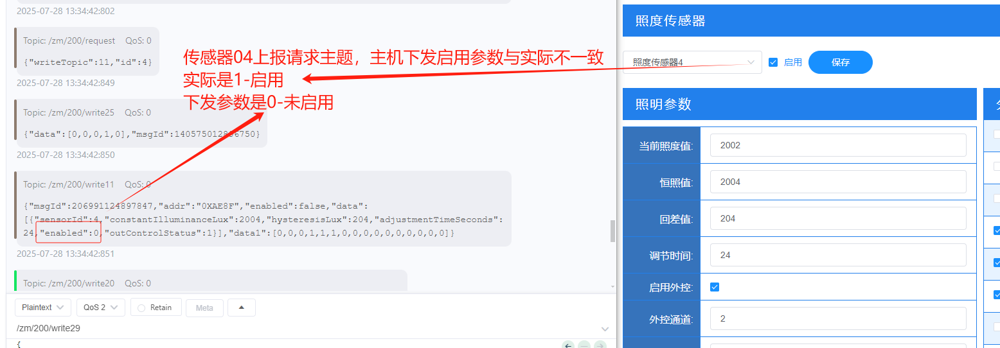 2025-07-28 13:34:42:802
Topic: /zm/200/request QoS: 0
{"writeTopic":11,"id":4}
2025-07-28 13:34:42:849
Topic: /zm/200/write25 QoS: 0
{"data":[0,0,0,1,0],"msgId":140575012896750}
2025-07-28 13:34:42:850
Topic: /zm/200/write11 QoS: 0
{"msgId":206991124897847,"addr":"0XAE8F","enabled":false,"data":
[{"sensorId":4,"constantIlluminanceLux":2004,"hysteresisLux":204,"adjustmentTimeSeconds":
24,"enabled":0,"outControlStatus":1}],"data1":[0,0,0,1,1,1,0,0,0,0,0,0,0,0,0,0]}
2025-07-28 13:34:42:851
Topic: /zm/200/write20 QoS: 0
Plaintext QoS 2 Retain Meta
/zm/200/write29
{
传感器04上报请求主题，主机下发启用参数与实际不一致
实际是1-启用
下发参数是0-未启用
照度传感器
照度传感器4 启用 保存
照明参数
当前照度值: 2002
恒照值: 2004
回差值: 204
调节时间: 24
启用外控:
外控通道: 2